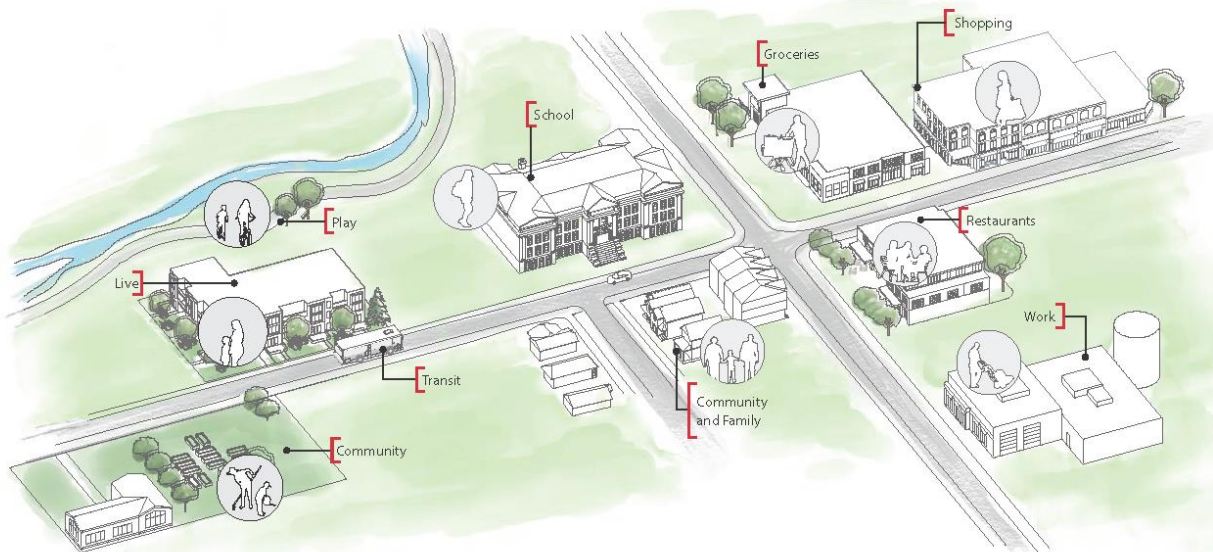 Shopping
Groceries
School
Play
Restaurants
Live
Work
Transit
Community
and Family
Community